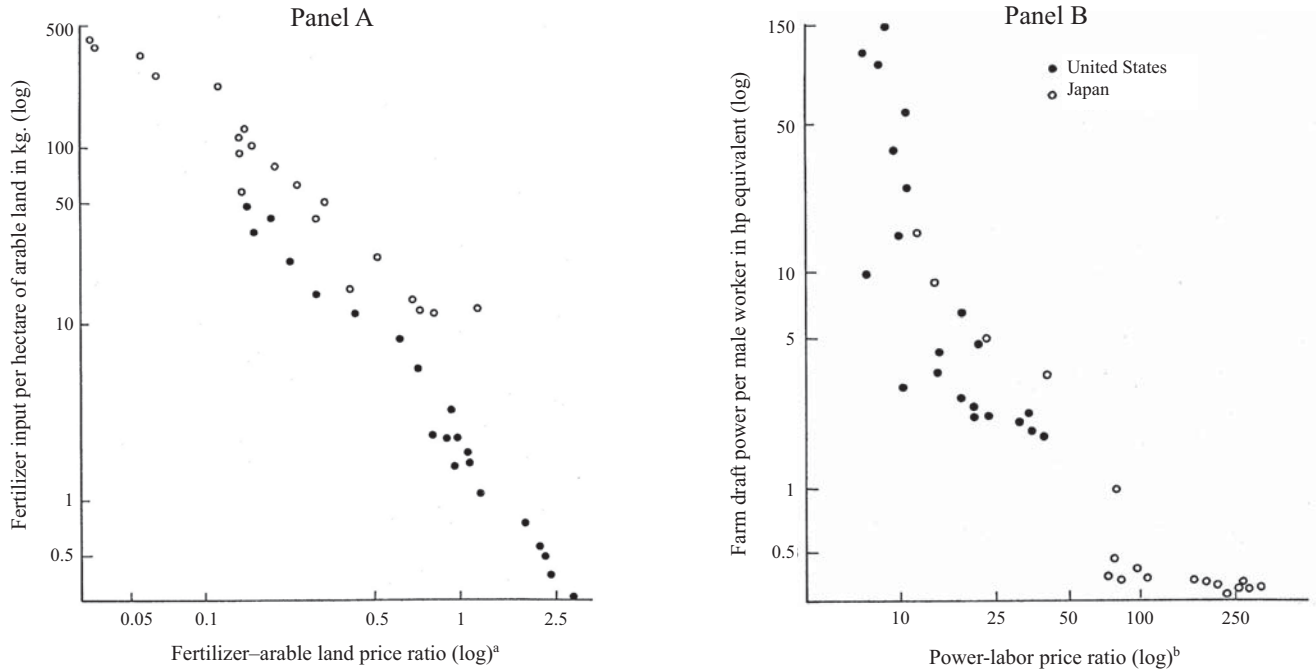 Panel A
Fertilizer input per hectare of arable land in kg. (log)
500
100
50
10
1
0.5
0.05 0.1 0.5 1 2.5
Fertilizer–arable land price ratio (log)ᵃ
Panel B
Farm draft power per male worker in hp equivalent (log)
150
50
10
5
1
0.5
United States
Japan
10 25 50 100 250
Power-labor price ratio (log)ᵇ